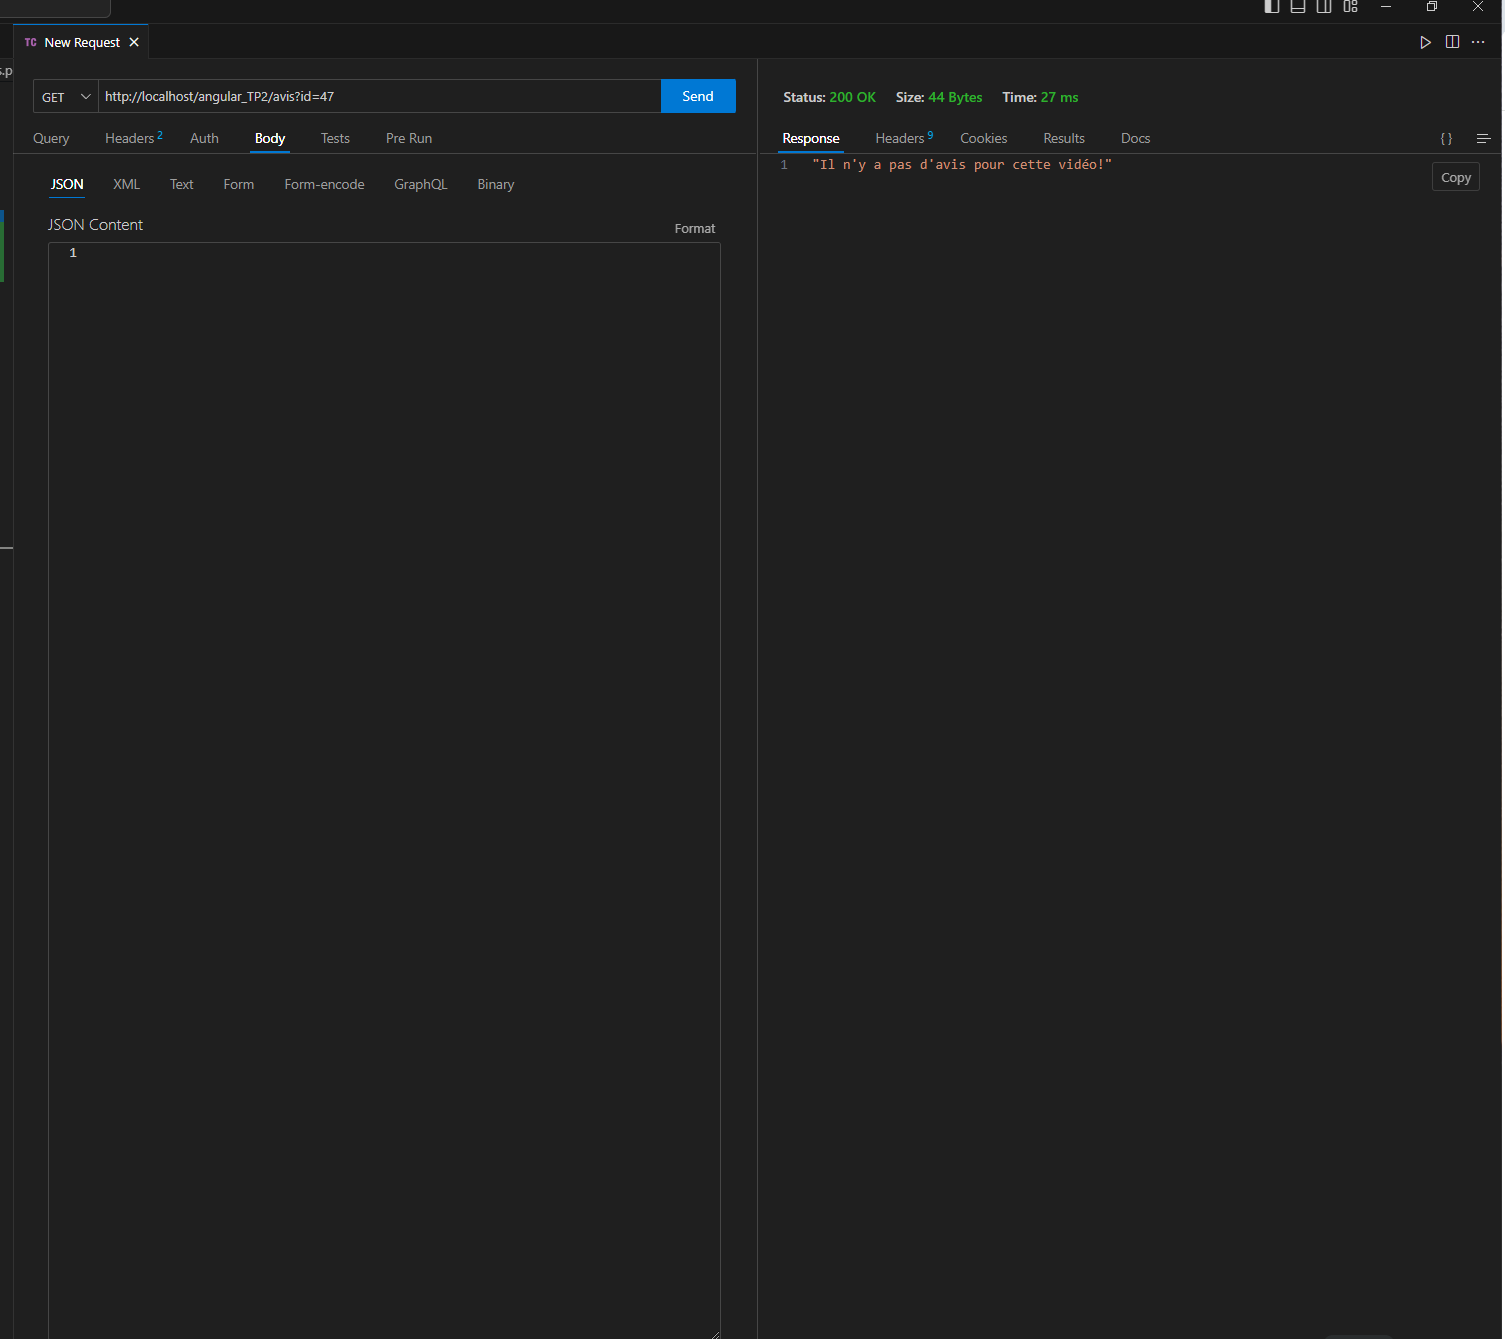 TC New Request
s.p
GET http://localhost/angular_TP2/avis?id=47 Send
Query Headers 2 Auth Body Tests Pre Run
JSON XML Text Form Form-encode GraphQL Binary
JSON Content
Format
1
Status: 200 OK Size: 44 Bytes Time: 27 ms
Response Headers 9 Cookies Results Docs { }
1 "Il n'y a pas d'avis pour cette vidéo!"
Copy